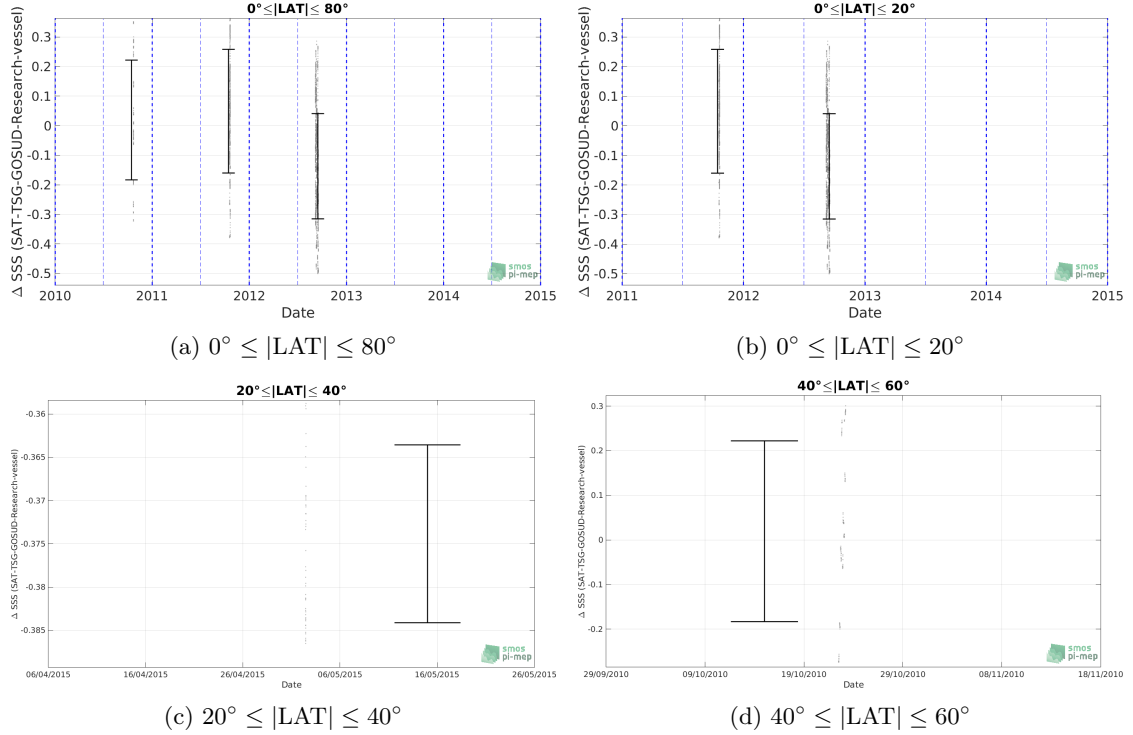 0°≤|LAT|≤ 80°
Δ SSS (SAT-TSG-GOSUD-Research-vessel)
0.3
0.2
0.1
0
-0.1
-0.2
-0.3
-0.4
-0.5
smos
pi-mep
2010 2011 2012 2013 2014 2015
Date
(a) 0° ≤ |LAT| ≤ 80°
0°≤|LAT|≤ 20°
Δ SSS (SAT-TSG-GOSUD-Research-vessel)
0.3
0.2
0.1
0
-0.1
-0.2
-0.3
-0.4
-0.5
smos
pi-mep
2011 2012 2013 2014 2015
Date
(b) 0° ≤ |LAT| ≤ 20°
20°≤|LAT|≤ 40°
Δ SSS (SAT-TSG-GOSUD-Research-vessel)
-0.36
-0.365
-0.37
-0.375
-0.38
-0.385
smos
pi-mep
06/04/2015 16/04/2015 26/04/2015 06/05/2015 16/05/2015 26/05/2015
Date
(c) 20° ≤ |LAT| ≤ 40°
40°≤|LAT|≤ 60°
Δ SSS (SAT-TSG-GOSUD-Research-vessel)
0.3
0.2
0.1
0
-0.1
-0.2
smos
pi-mep
29/09/2010 09/10/2010 19/10/2010 29/10/2010 08/11/2010 18/11/2010
Date
(d) 40° ≤ |LAT| ≤ 60°